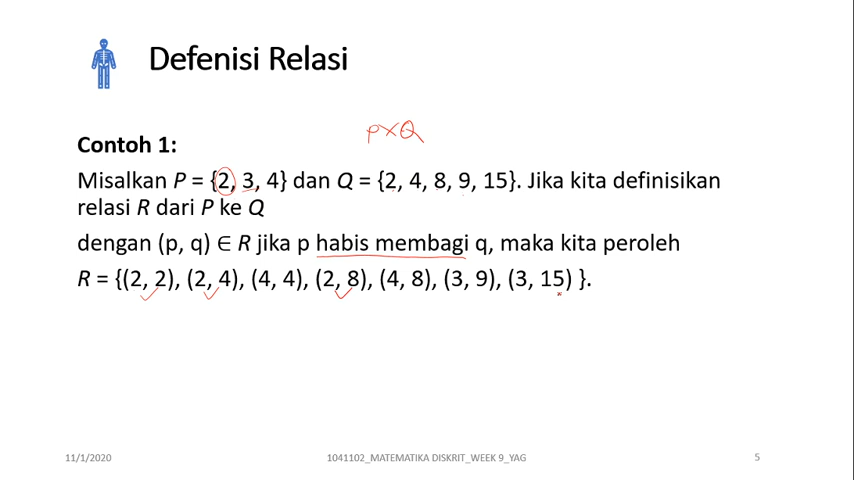 Defenisi Relasi
P×Q
Contoh 1:
Misalkan P = {2, 3, 4} dan Q = {2, 4, 8, 9, 15}. Jika kita definisikan
relasi R dari P ke Q
dengan (p, q) ∈ R jika p habis membagi q, maka kita peroleh
R = {(2, 2), (2, 4), (4, 4), (2, 8), (4, 8), (3, 9), (3, 15) }.
11/1/2020
1041102_MATEMATIKA DISKRIT_WEEK 9_YAG
5